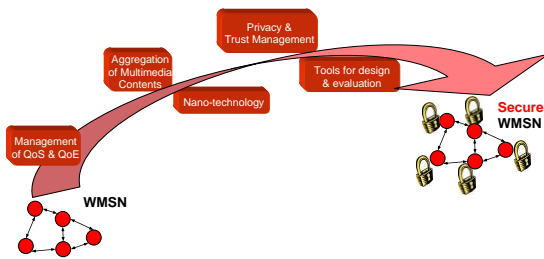 Privacy &
Trust Management
Aggregation
of Multimedia
Contents
Tools for design
& evaluation
Nano-technology
Management
of QoS & QoE
Secure
WMSN
WMSN